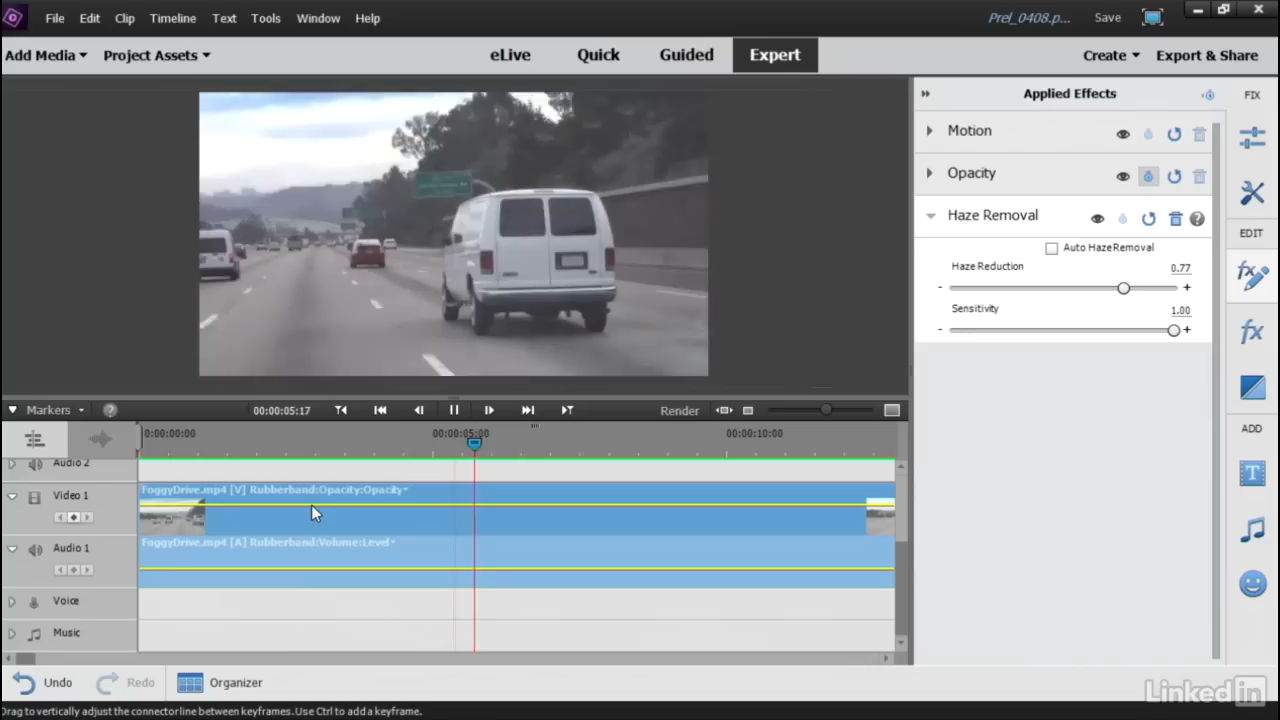 File Edit Clip Timeline Text Tools Window Help Prel_0408.p... Save
Add Media Project Assets eLive Quick Guided Expert Create Export & Share
Applied Effects FIX
Motion
Opacity
Haze Removal
EDIT
Auto HazeRemoval
Haze Reduction 0.77
- +
Sensitivity 1.00
- +
Markers 00:00:05:17 Render
ADD
0:00:00:00 00:00:05:00 00:00:10:00
Audio 2
FoggyDrive.mp4 [V] Rubberband:Opacity:Opacity
Video 1
FoggyDrive.mp4 [A] Rubberband:Volume:Level
Audio 1
Voice
Music
Undo Redo Organizer
Linked in
Drag to vertically adjust the connector line between keyframes. Use Ctrl to add a keyframe.